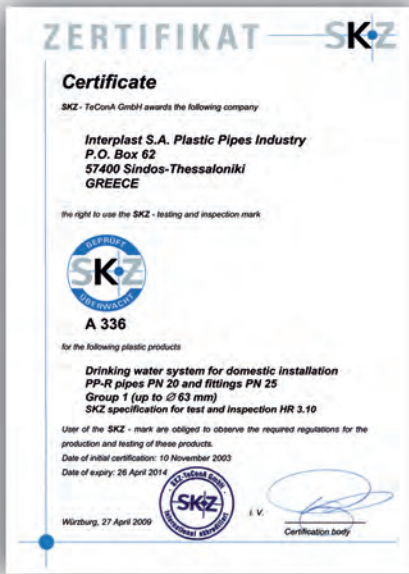 ZERTIFIKAT SKZ
Certificate
SKZ - TeConA GmbH awards the following company
Interplast S.A. Plastic Pipes Industry
P.O. Box 62
57400 Sindos-Thessaloniki
GREECE
the right to use the SKZ - testing and inspection mark
GEPRÜFT
SKZ
ÜBERWACHT
A 336
for the following plastic products
Drinking water system for domestic installation
PP-R pipes PN 20 and fittings PN 25
Group 1 (up to Ø 63 mm)
SKZ specification for test and inspection HR 3.10
User of the SKZ - mark are obliged to observe the required regulations for the
production and testing of these products.
Date of initial certification: 10 November 2003
Date of expiry: 26 April 2014
SKZ-TeConA GmbH
SKZ
international akkreditiert
i. V.
Würzburg, 27 April 2009
Certification body